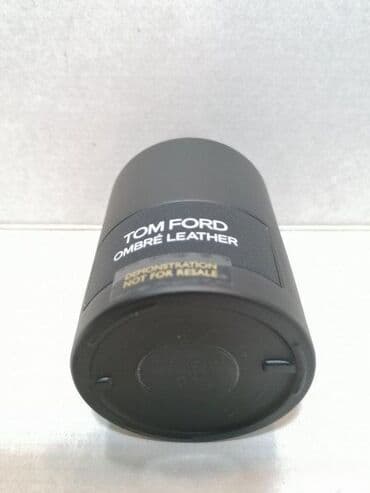 TOM FORD
OMBRÉ LEATHER
DEMONSTRATION
NOT FOR RESALE